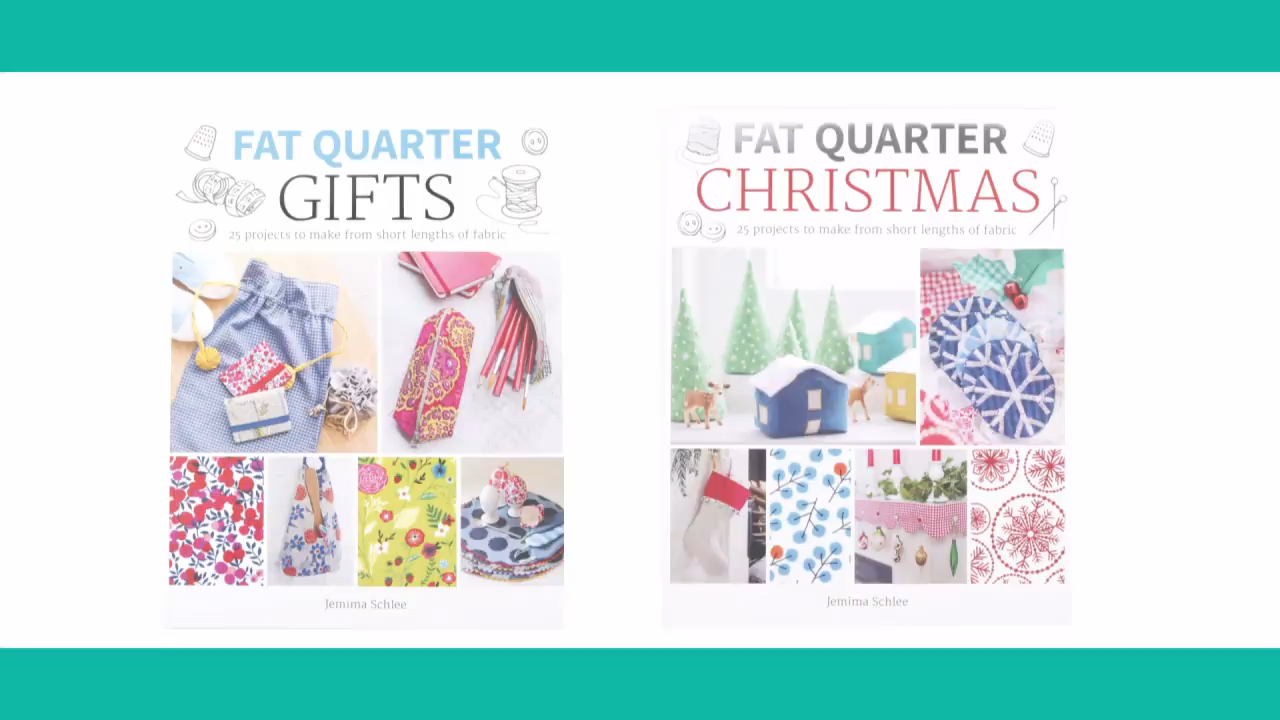 FAT QUARTER
GIFTS
25 projects to make from short lengths of fabric
Jemima Schlee
FAT QUARTER
CHRISTMAS
25 projects to make from short lengths of fabric
Jemima Schlee